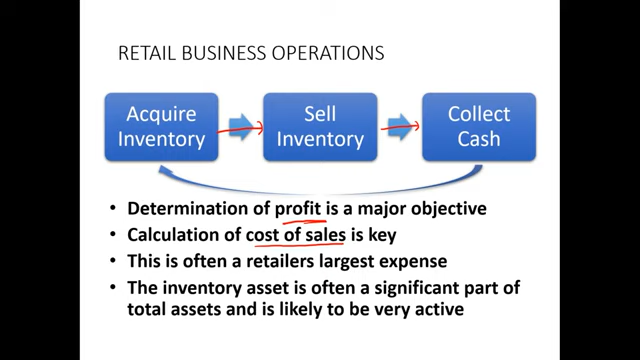 RETAIL BUSINESS OPERATIONS
Acquire
Inventory
Sell
Inventory
Collect
Cash
• Determination of profit is a major objective
• Calculation of cost of sales is key
• This is often a retailers largest expense
• The inventory asset is often a significant part of
total assets and is likely to be very active